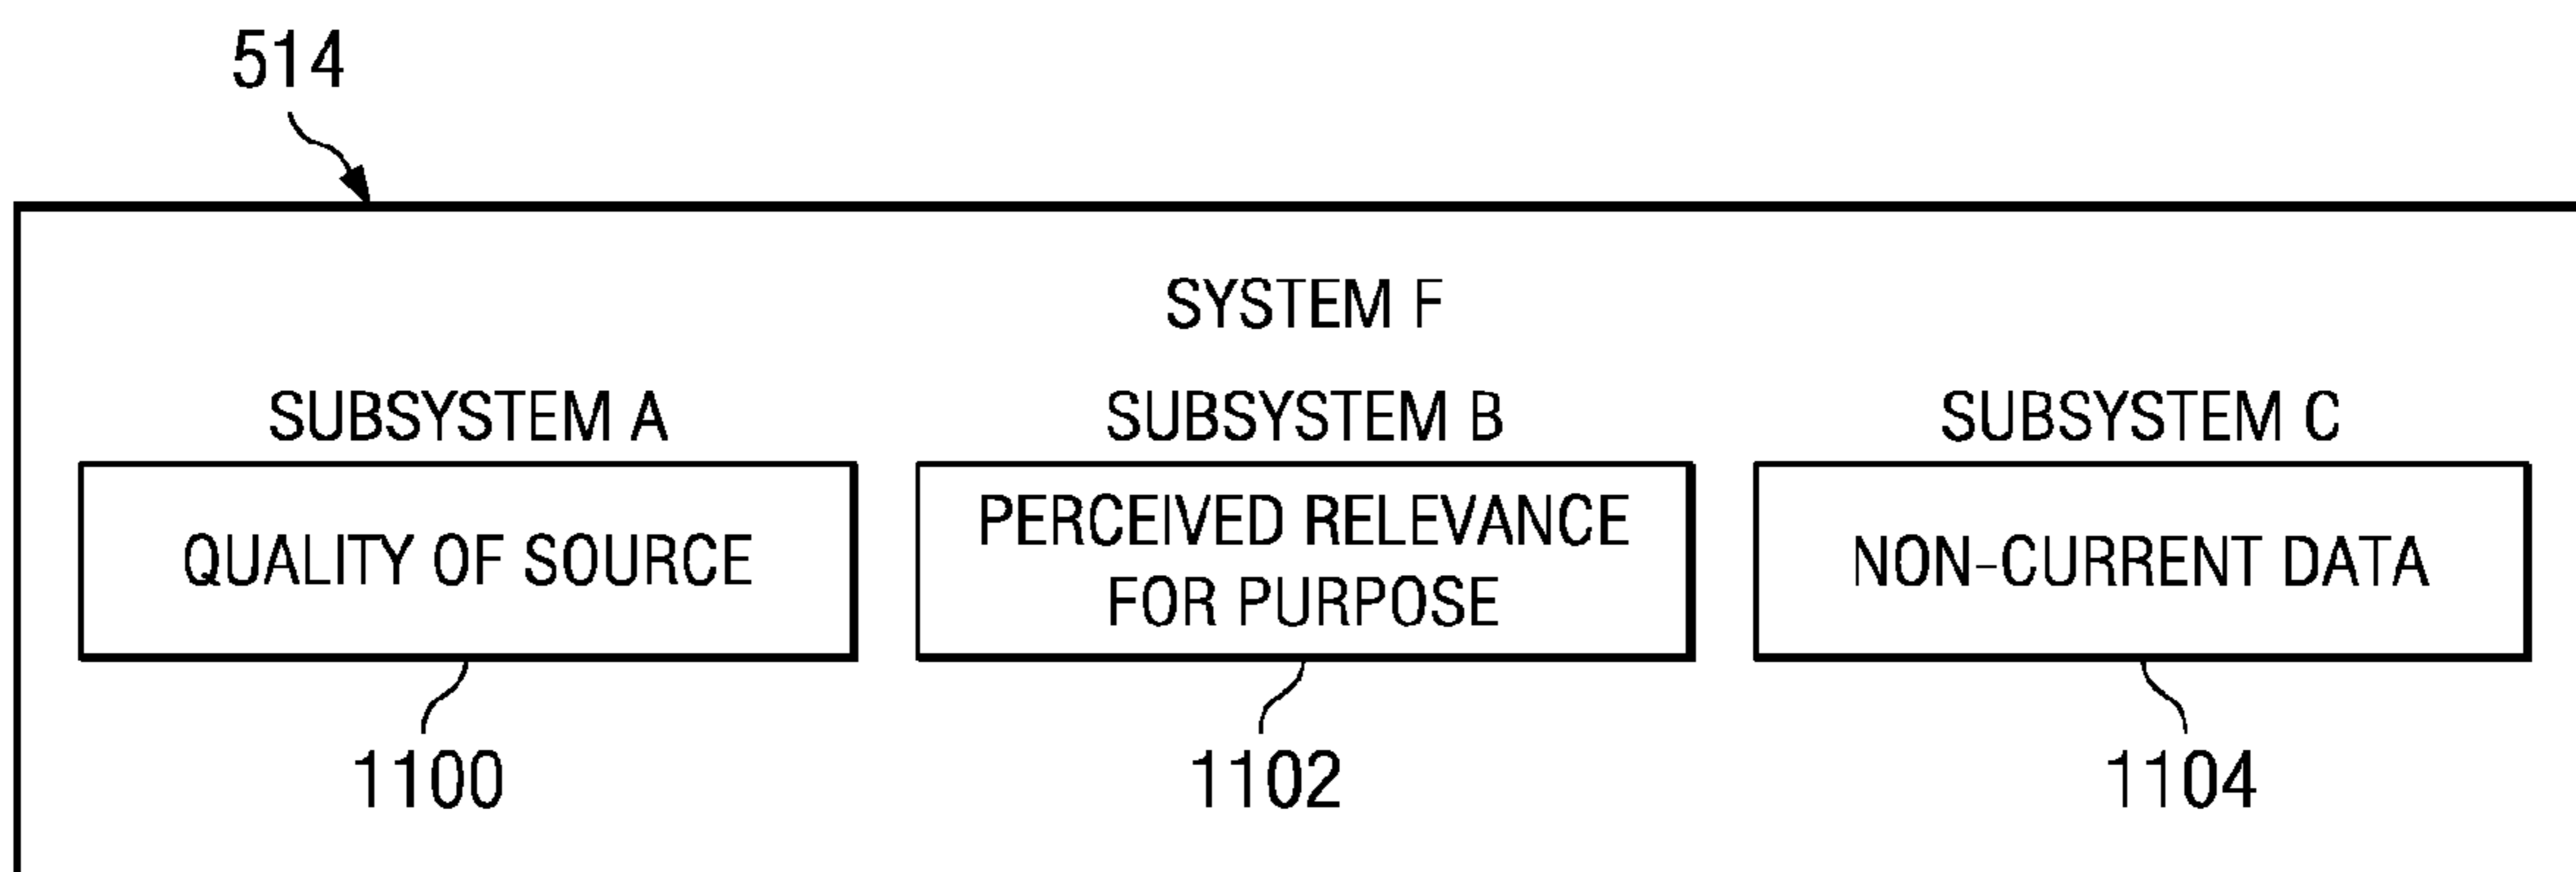 514
SYSTEM F
SUBSYSTEM A SUBSYSTEM B SUBSYSTEM C
QUALITY OF SOURCE
PERCEIVED RELEVANCE
FOR PURPOSE
NON-CURRENT DATA
1100 1102 1104